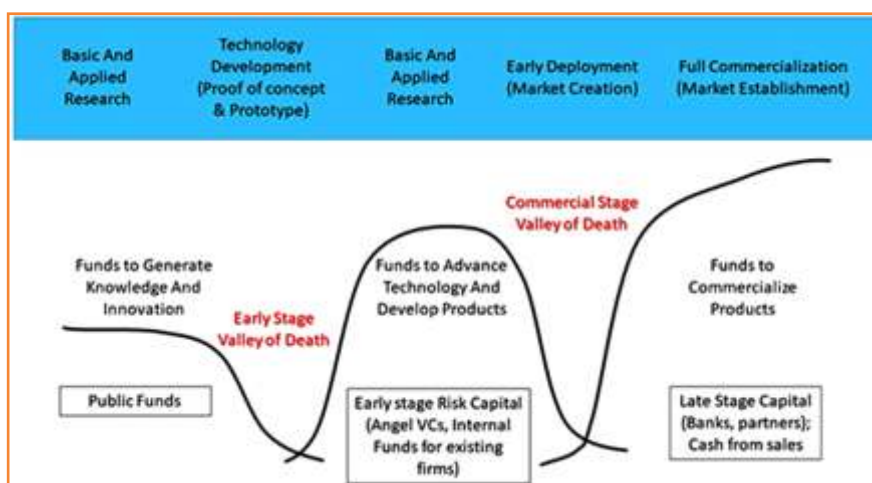 Basic And
Applied
Research
Technology
Development
(Proof of concept
& Prototype)
Basic And
Applied
Research
Early Deployment
(Market Creation)
Full Commercialization
(Market Establishment)
Commercial Stage
Valley of Death
Funds to Generate
Knowledge And
Innovation
Early Stage
Valley of Death
Funds to Advance
Technology And
Develop Products
Funds to
Commercialize
Products
Public Funds
Early stage Risk Capital
(Angel VCs, Internal
Funds for existing
firms)
Late Stage Capital
(Banks, partners);
Cash from sales